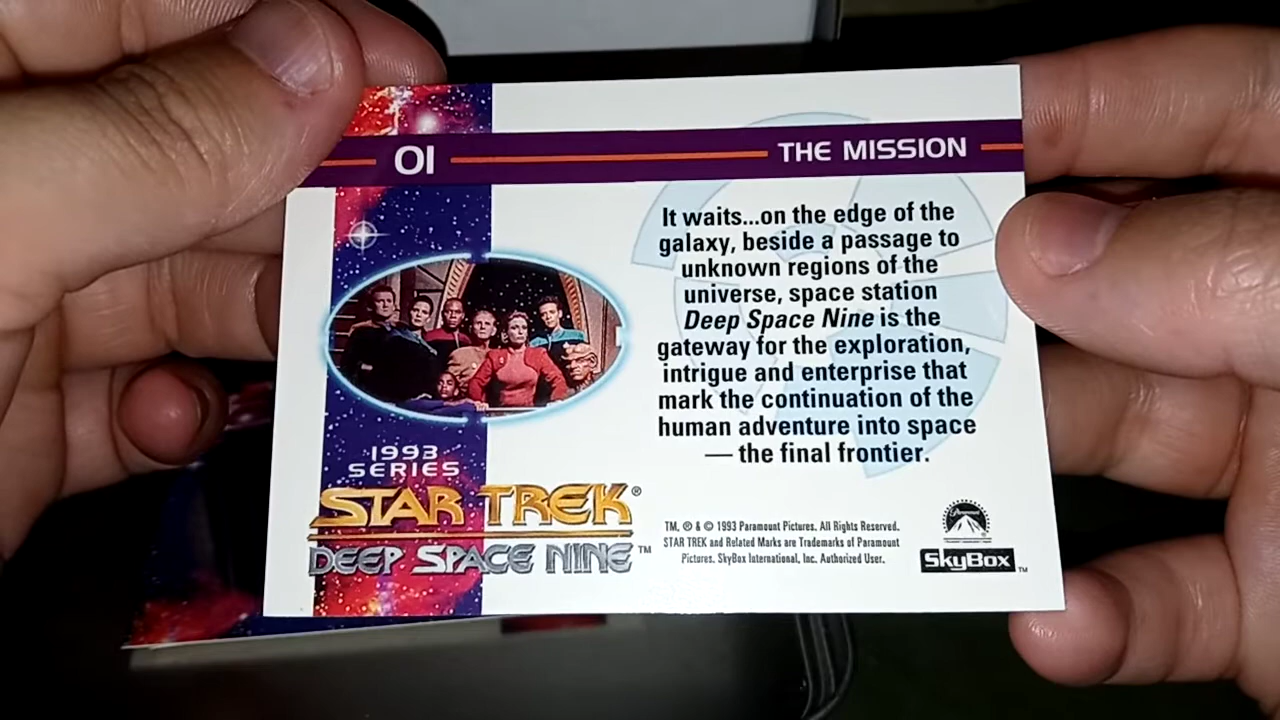 01 THE MISSION
It waits...on the edge of the
galaxy, beside a passage to
unknown regions of the
universe, space station
Deep Space Nine is the
gateway for the exploration,
intrigue and enterprise that
mark the continuation of the
human adventure into space
— the final frontier.
1993
SERIES
STAR TREK®
DEEP SPACE NINE™
TM, ® & © 1993 Paramount Pictures. All Rights Reserved.
STAR TREK and Related Marks are Trademarks of Paramount
Pictures. SkyBox International, Inc. Authorized User.
Paramount
SkyBox™